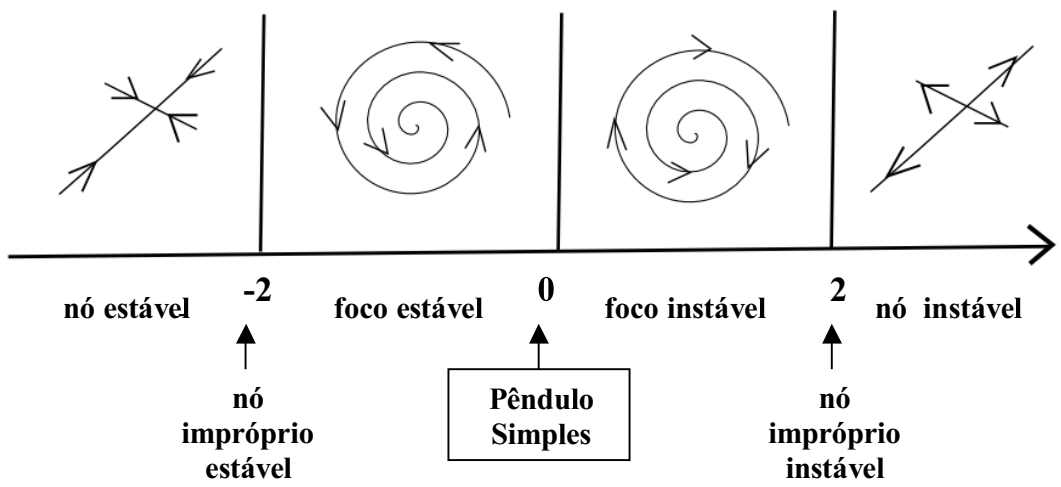 -2
0
2
nó estável
foco estável
foco instável
nó instável
nó
impróprio
estável
Pêndulo
Simples
nó
impróprio
instável